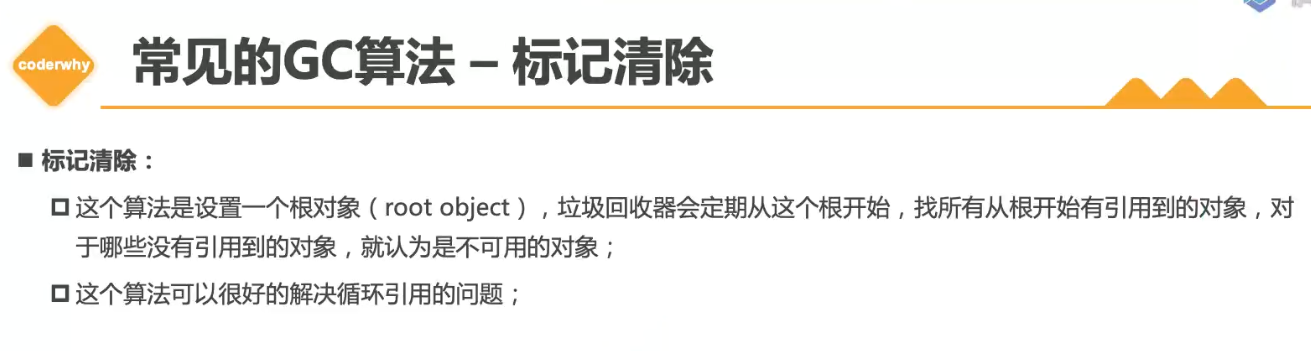 coderwhy
常见的GC算法 – 标记清除
■ 标记清除：
这个算法是设置一个根对象（root object），垃圾回收器会定期从这个根开始，找所有从根开始有引用到的对象，对
于哪些没有引用到的对象，就认为是不可用的对象；
这个算法可以很好的解决循环引用的问题；